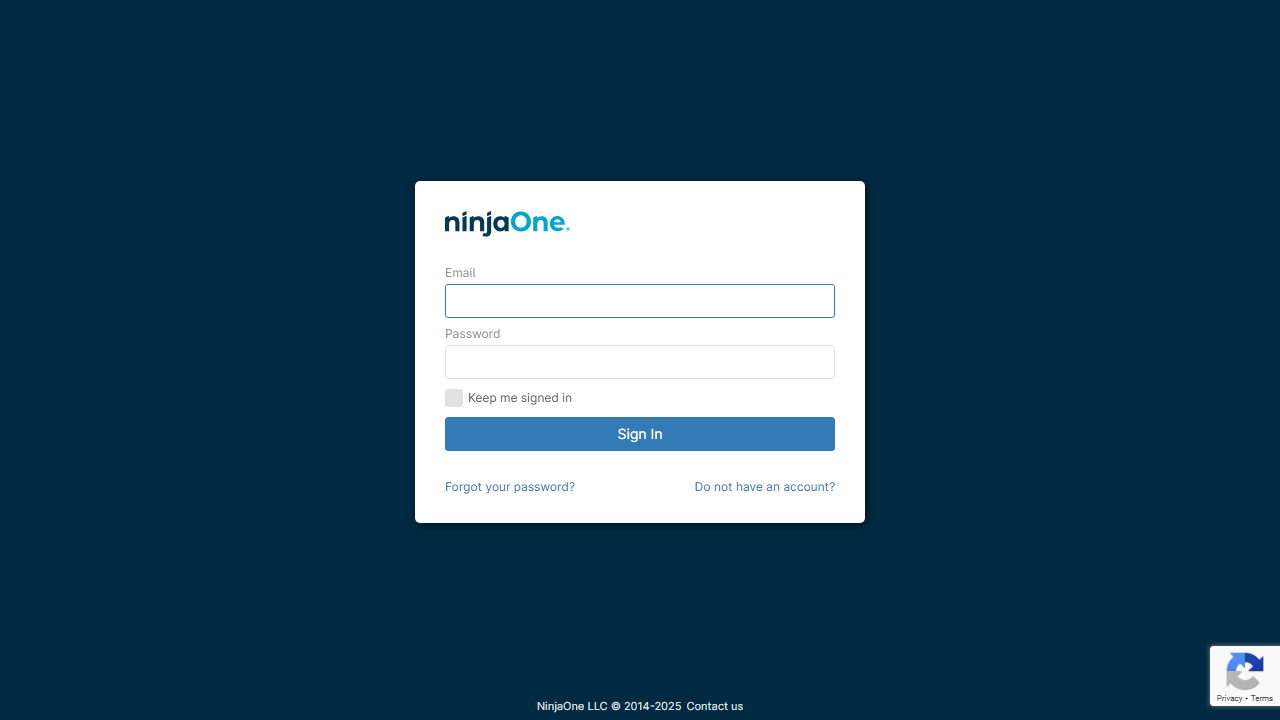 ninjaOne
Email
Password
Keep me signed in
Sign In
Forgot your password? Do not have an account?
Privacy - Terms
NinjaOne LLC © 2014-2025 Contact us